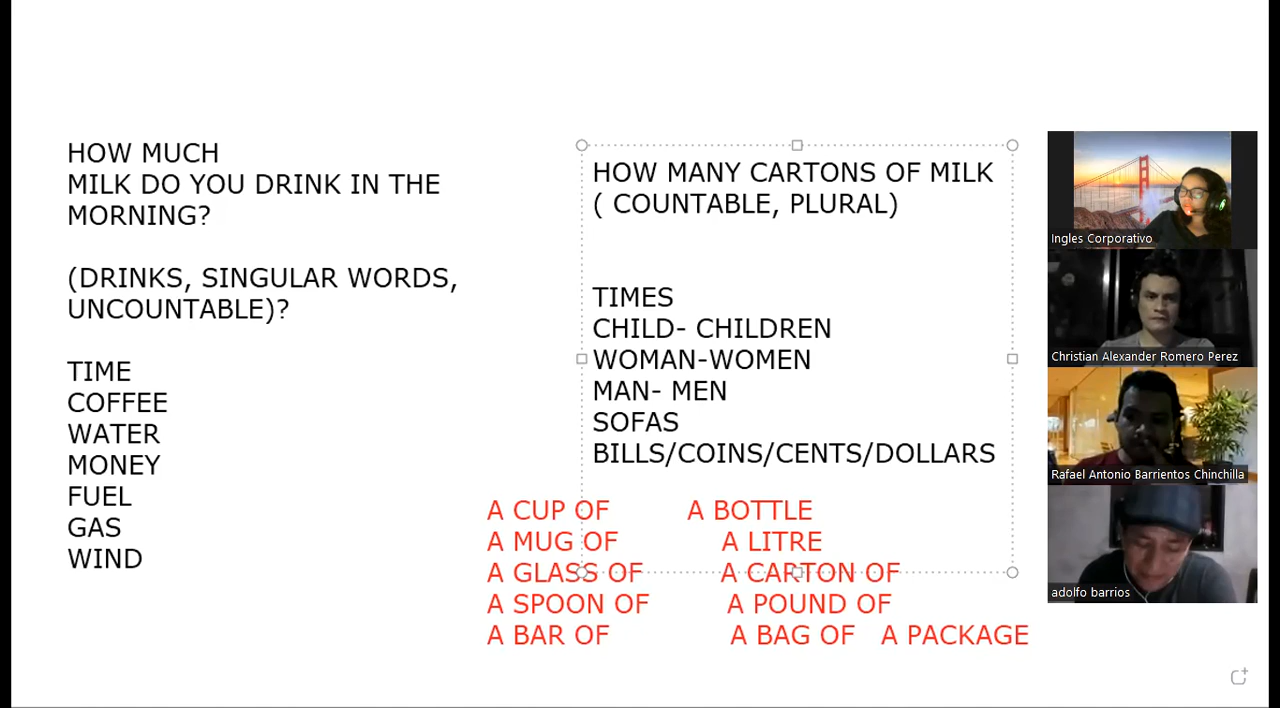 HOW MUCH
MILK DO YOU DRINK IN THE
MORNING?
(DRINKS, SINGULAR WORDS,
UNCOUNTABLE)?
TIME
COFFEE
WATER
MONEY
FUEL
GAS
WIND
HOW MANY CARTONS OF MILK
( COUNTABLE, PLURAL)
TIMES
CHILD- CHILDREN
WOMAN-WOMEN
MAN- MEN
SOFAS
BILLS/COINS/CENTS/DOLLARS
A CUP OF A BOTTLE
A MUG OF A LITRE
A GLASS OF A CARTON OF
A SPOON OF A POUND OF
A BAR OF A BAG OF A PACKAGE
Ingles Corporativo
Christian Alexander Romero Perez
Rafael Antonio Barrientos Chinchilla
adolfo barrios